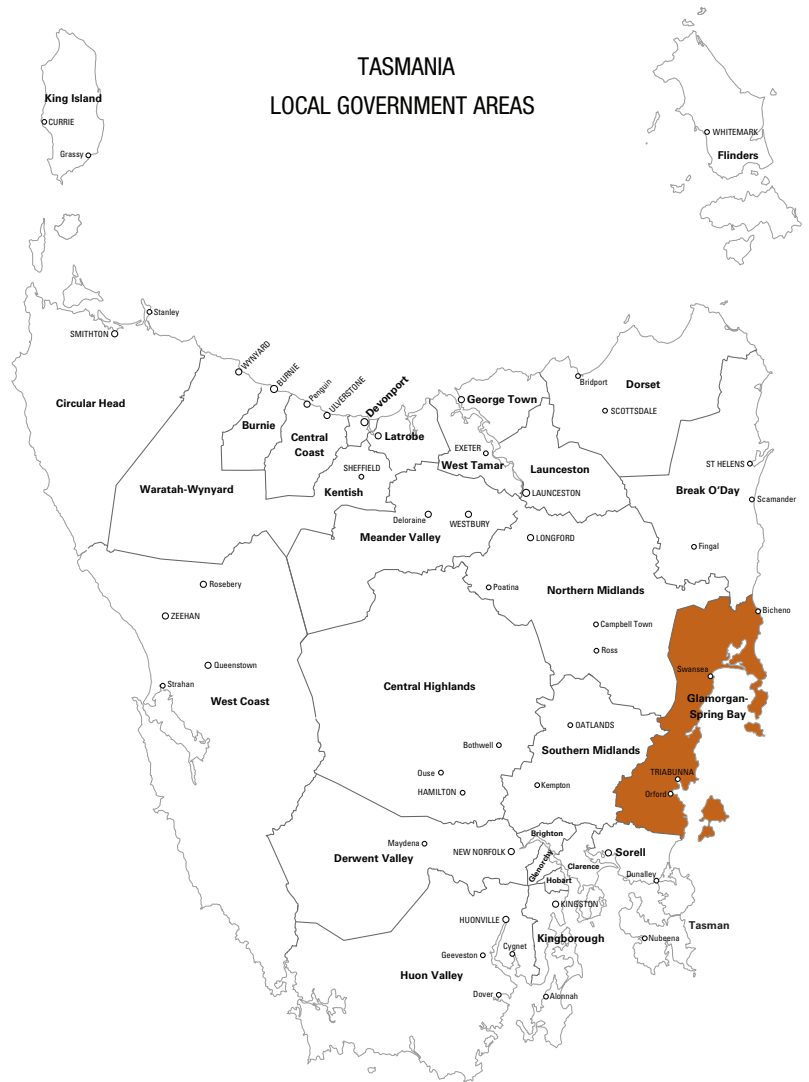 TASMANIA
LOCAL GOVERNMENT AREAS
King Island
CURRIE
Grassy
WHITEMARK
Flinders
Stanley
SMITHTON
WYNYARD
BURNIE
Penguin
ULVERSTONE
Devonport
George Town
Bridport
Dorset
SCOTTSDALE
Circular Head
Burnie
Central
Coast
Latrobe
EXETER
West Tamar
Launceston
ST HELENS
SHEFFIELD
Kentish
Waratah-Wynyard
LAUNCESTON
Break O'Day
Scamander
Deloraine
WESTBURY
Meander Valley
LONGFORD
Fingal
Rosebery
Poatina
Northern Midlands
ZEEHAN
Campbell Town
Bicheno
Ross
Queenstown
Strahan
West Coast
Central Highlands
Swansea
Glamorgan-
Spring Bay
OATLANDS
Bothwell
Southern Midlands
Ouse
HAMILTON
Kempton
TRIABUNNA
Orford
Brighton
Maydena
Derwent Valley
NEW NORFOLK
Glenorchy
Clarence
Sorell
Hobart
Dunalley
KINGSTON
HUONVILLE
Tasman
Kingborough
Nubeena
Cygnet
Geeveston
Huon Valley
Dover
Alonnah